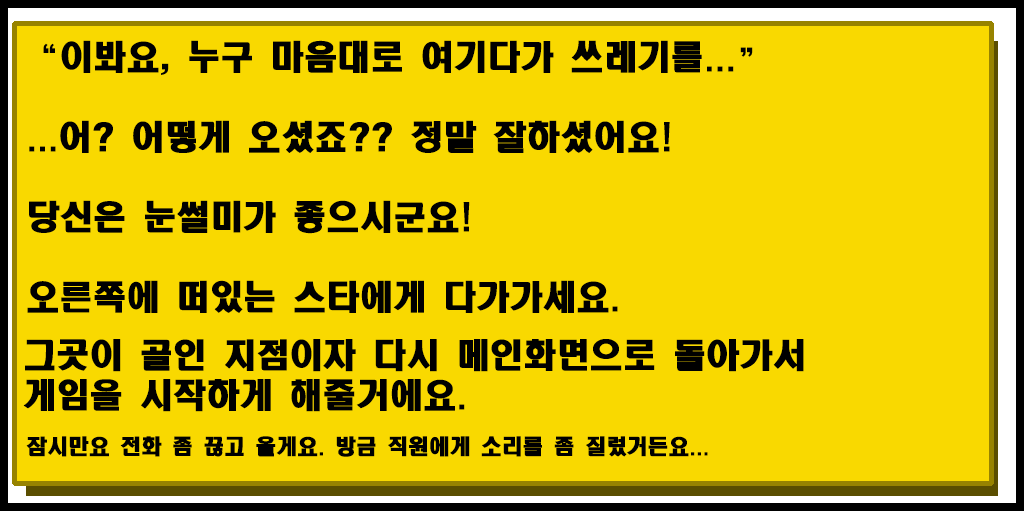 “이봐요, 누구 마음대로 여기다가 쓰레기를...”
...어? 어떻게 오셨죠?? 정말 잘하셨어요!
당신은 눈썰미가 좋으시군요!
오른쪽에 떠있는 스타에게 다가가세요.
그곳이 골인 지점이자 다시 메인화면으로 돌아가서
게임을 시작하게 해줄거에요.
잠시만요 전화 좀 끊고 올게요. 방금 직원에게 소리를 좀 질렀거든요...